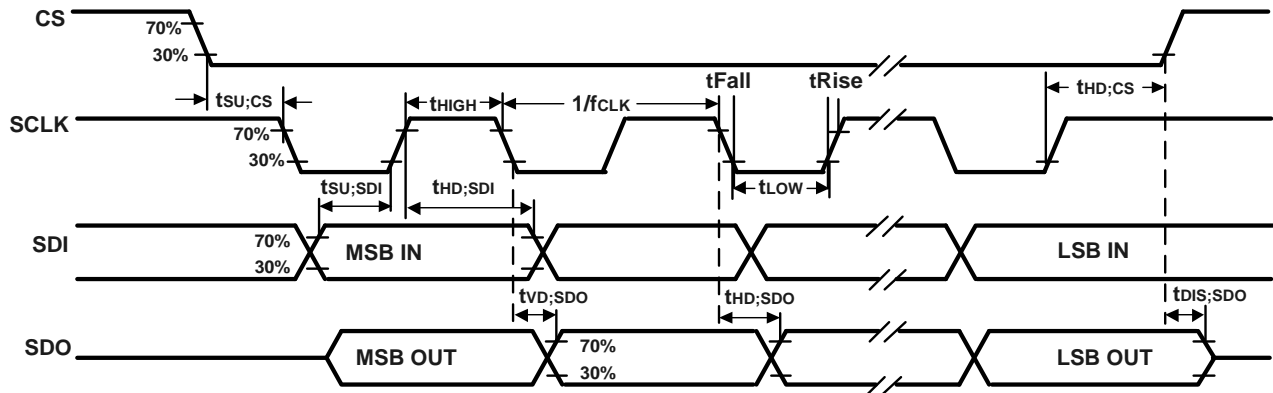 CS
70%
30%
tFall
tRise
tSU;CS
tHIGH
1/fCLK
tHD;CS
SCLK
70%
30%
tSU;SDI
tHD;SDI
tLOW
SDI
70%
30%
MSB IN
LSB IN
tVD;SDO
tHD;SDO
tDIS;SDO
SDO
MSB OUT
70%
30%
LSB OUT